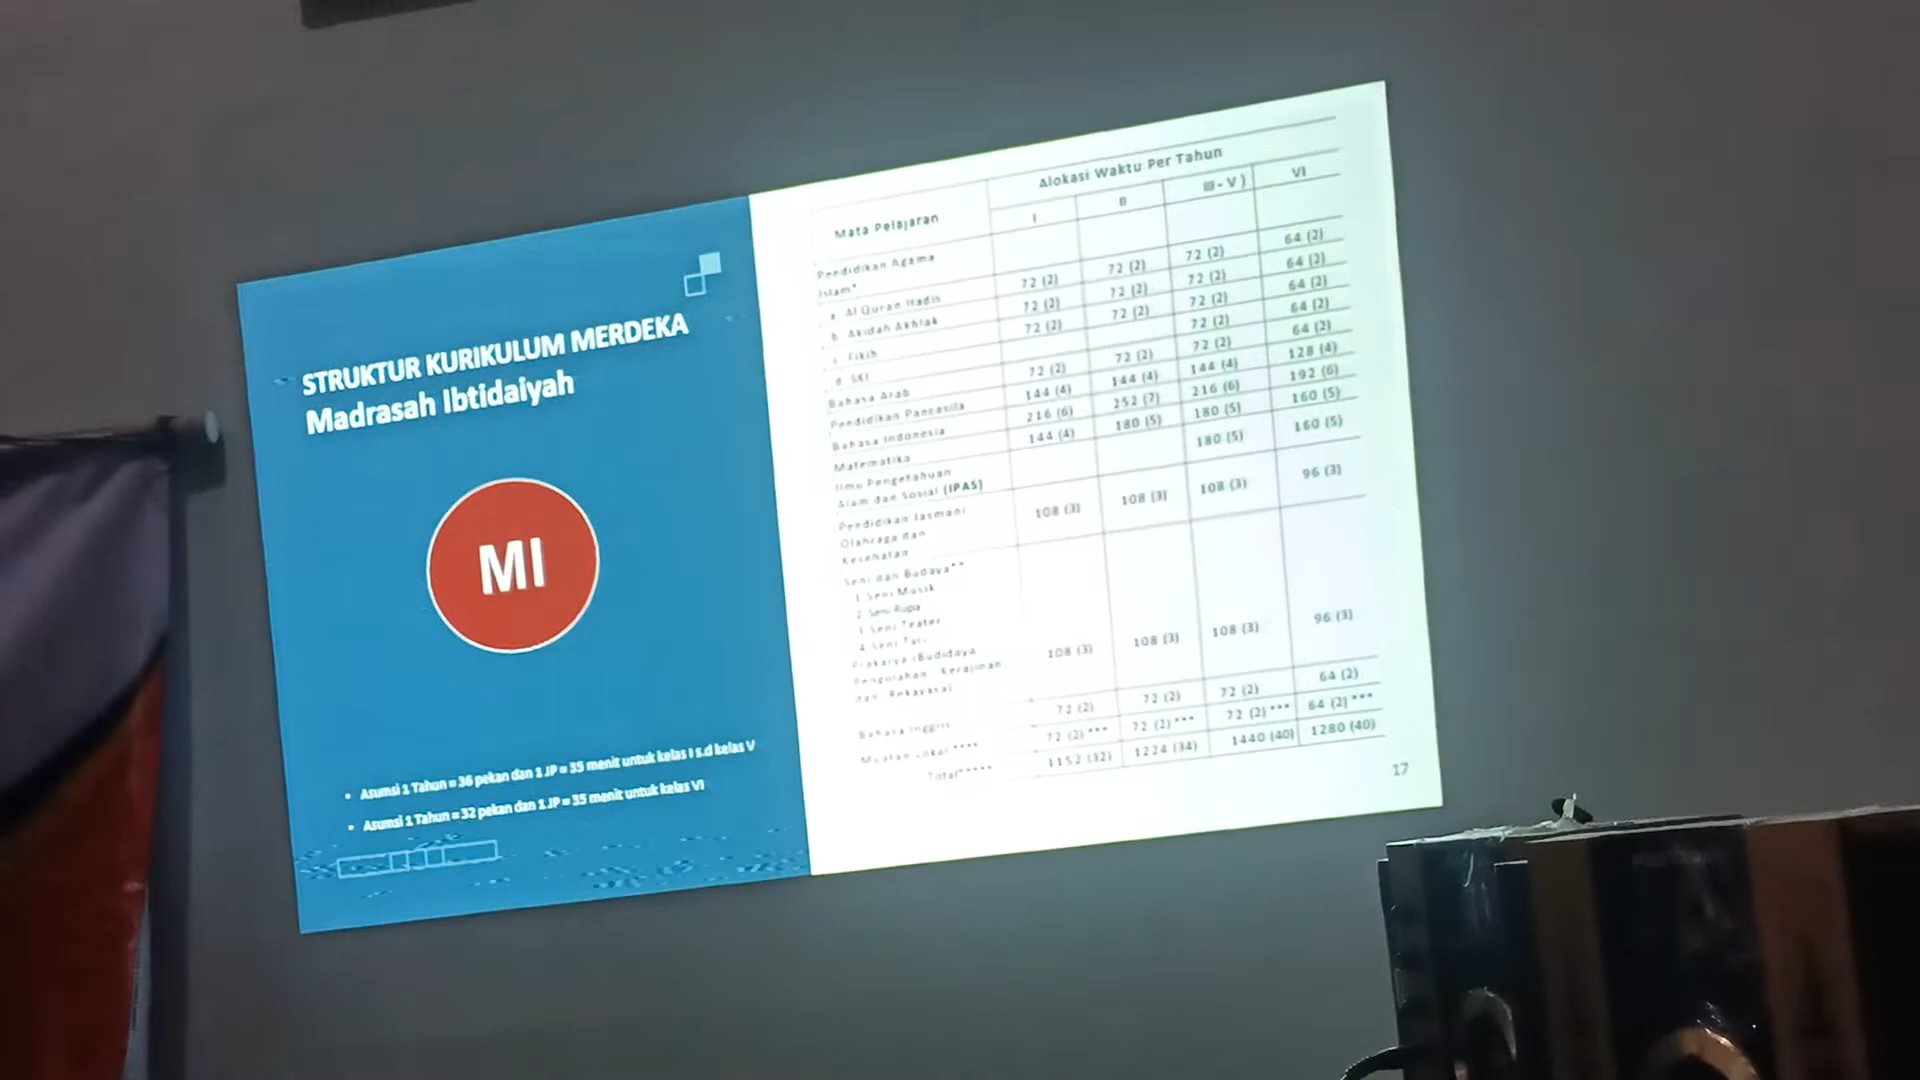 STRUKTUR KURIKULUM MERDEKA
Madrasah Ibtidaiyah
MI
• Asumsi 1 Tahun = 36 pekan dan 1 JP = 35 menit untuk kelas I s.d kelas V
• Asumsi 1 Tahun = 32 pekan dan 1 JP = 35 menit untuk kelas VI
Mata Pelajaran
Alokasi Waktu Per Tahun
I II III - V ) VI
Pendidikan Agama
Islam*
a. Al Quran Hadis 72 (2) 72 (2) 72 (2) 64 (2)
b. Akidah Akhlak 72 (2) 72 (2) 72 (2) 64 (2)
c. Fikih 72 (2) 72 (2) 72 (2) 64 (2)
d. SKI 72 (2) 64 (2)
Bahasa Arab 72 (2) 72 (2) 72 (2) 64 (2)
Pendidikan Pancasila 144 (4) 144 (4) 144 (4) 128 (4)
Bahasa Indonesia 216 (6) 252 (7) 216 (6) 192 (6)
Matematika 144 (4) 180 (5) 180 (5) 160 (5)
Ilmu Pengetahuan
Alam dan Sosial (IPAS) 180 (5) 160 (5)
Pendidikan Jasmani
Olahraga dan
Kesehatan 108 (3) 108 (3) 108 (3) 96 (3)
Seni dan Budaya**
1. Seni Musik
2. Seni Rupa
3. Seni Teater
4. Seni Tari
Prakarya (Budidaya
Pengolahan, Kerajinan
dan Rekayasa) 108 (3) 108 (3) 108 (3) 96 (3)
Bahasa Inggris 72 (2) 72 (2) 72 (2) 64 (2)
Muatan Lokal**** 72 (2)*** 72 (2)*** 72 (2)*** 64 (2)***
Total***** 1152 (32) 1224 (34) 1440 (40) 1280 (40)
17